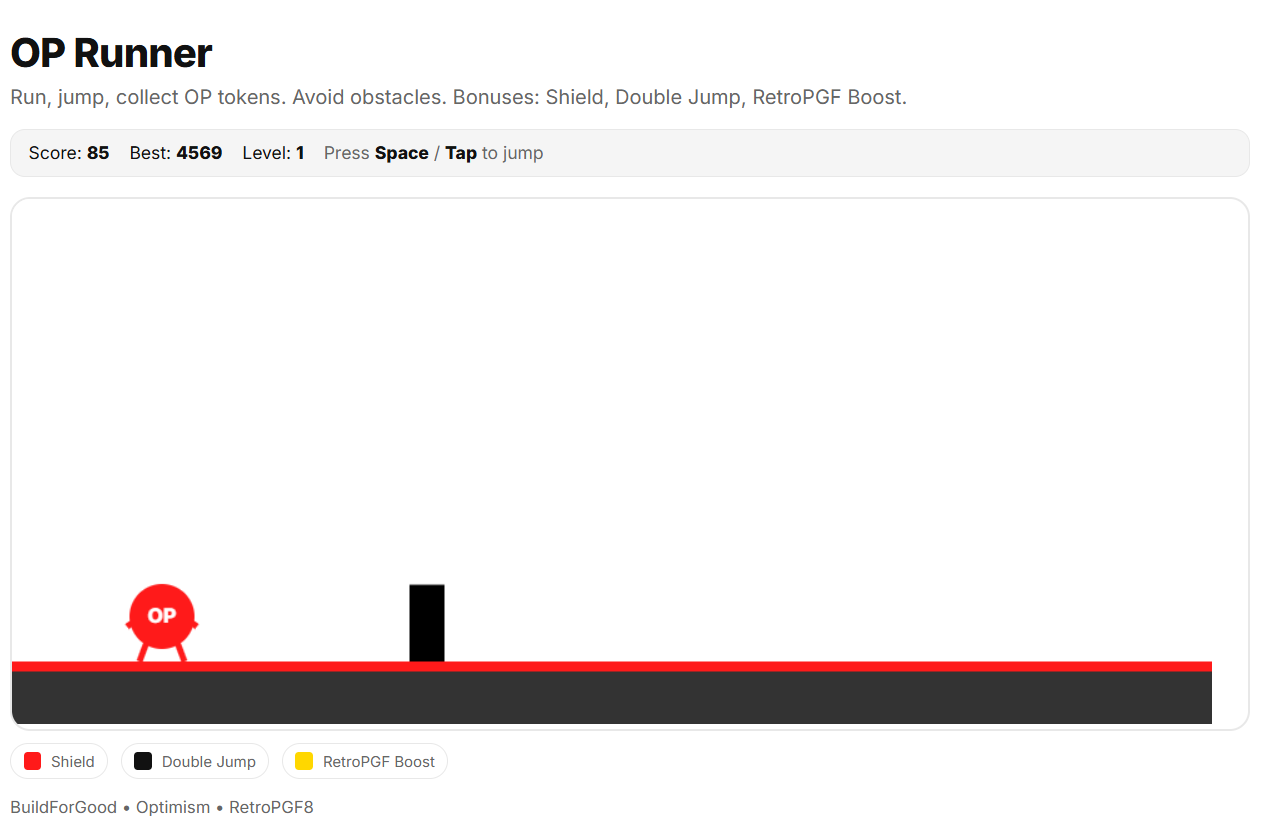 OP Runner
Run, jump, collect OP tokens. Avoid obstacles. Bonuses: Shield, Double Jump, RetroPGF Boost.
Score: 85 Best: 4569 Level: 1 Press Space / Tap to jump
OP
Shield Double Jump RetroPGF Boost
BuildForGood • Optimism • RetroPGF8